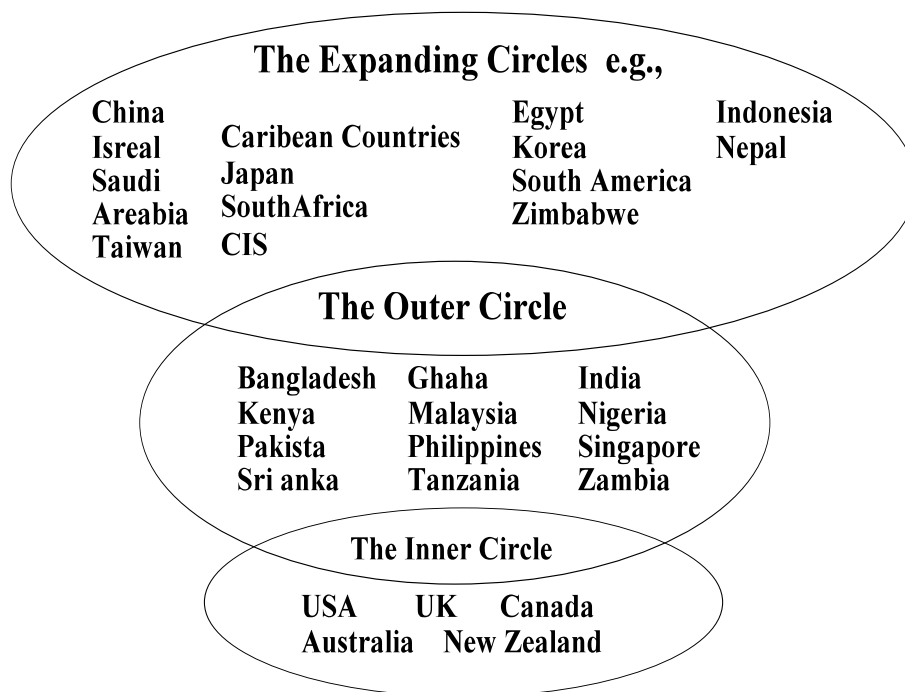 The Expanding Circles e.g.,
China
Isreal
Saudi
Areabia
Taiwan
Caribean Countries
Japan
SouthAfrica
CIS
Egypt
Korea
South America
Zimbabwe
Indonesia
Nepal
The Outer Circle
Bangladesh Ghaha India
Kenya Malaysia Nigeria
Pakista Philippines Singapore
Sri anka Tanzania Zambia
The Inner Circle
USA UK Canada
Australia New Zealand